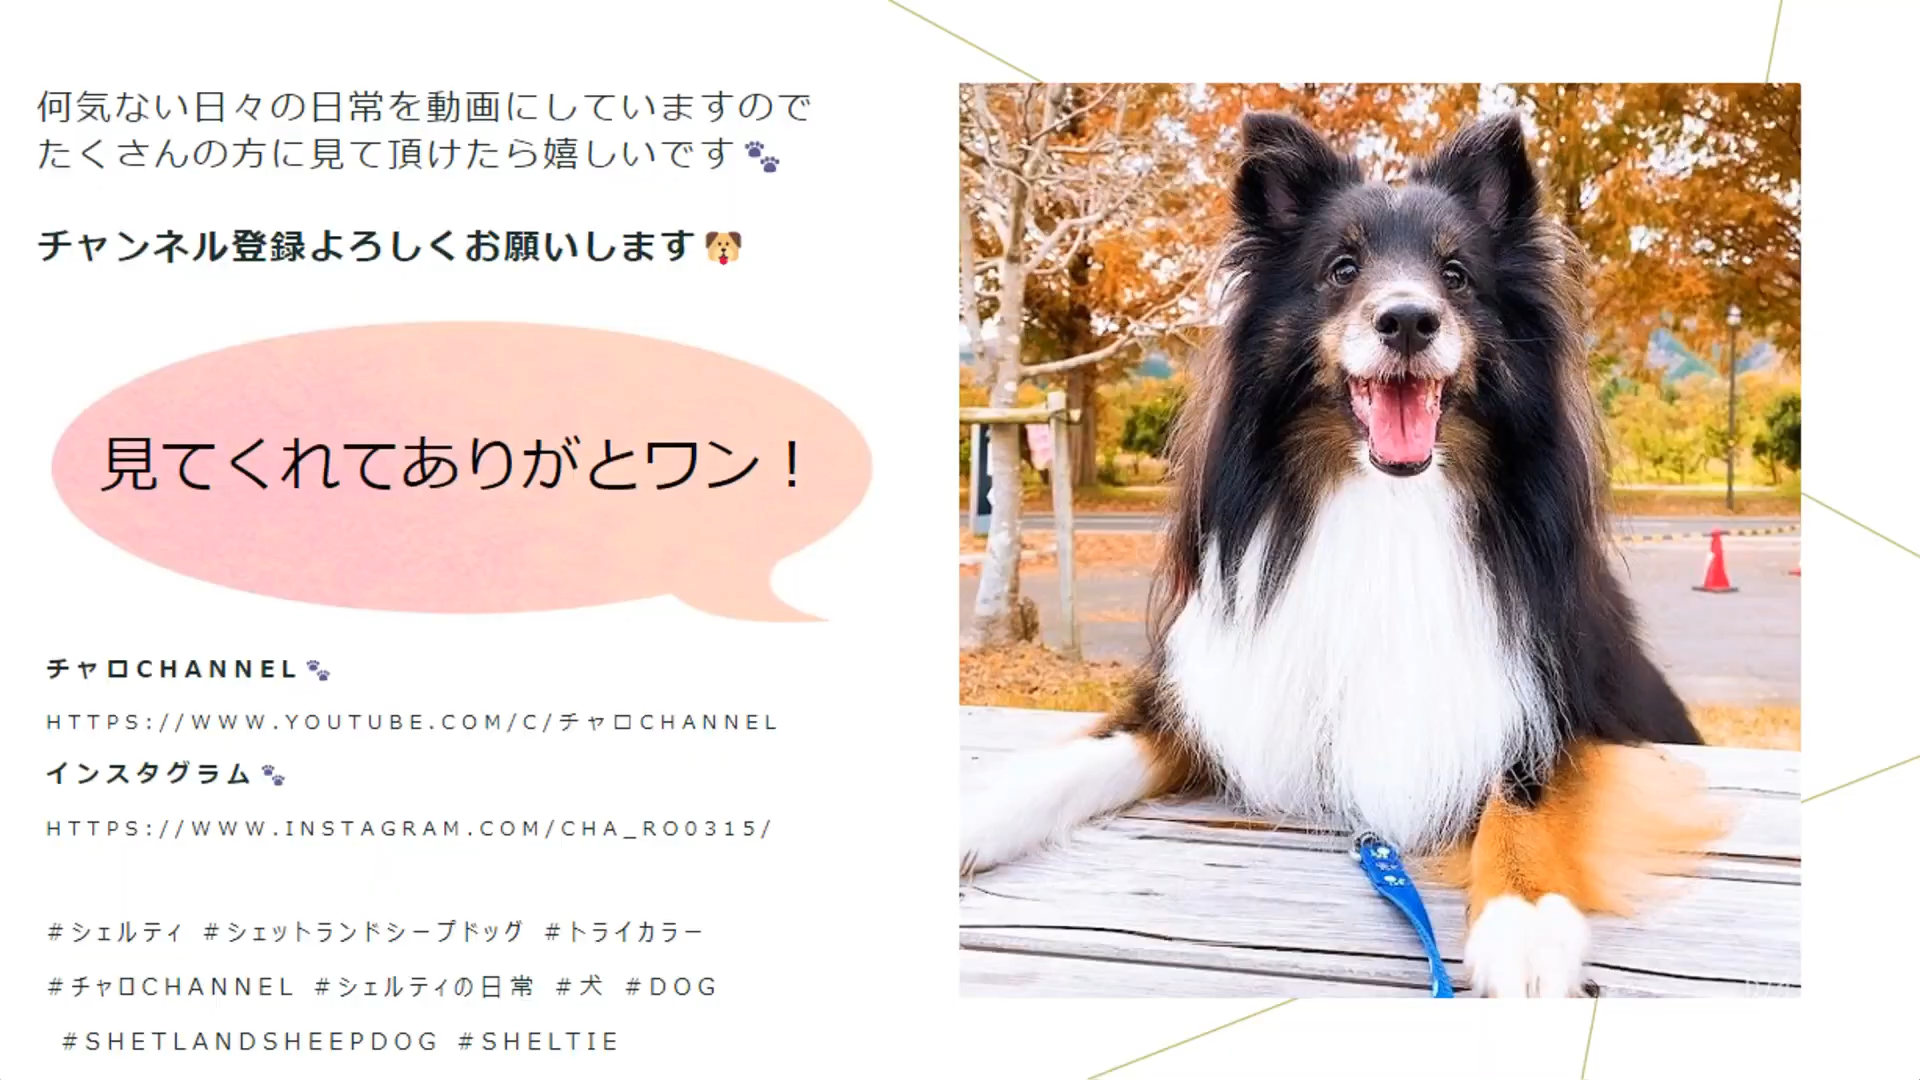 何気ない日々の日常を動画にしていますので
たくさんの方に見て頂けたら嬉しいです🐾
チャンネル登録よろしくお願いします🐶
見てくれてありがとワン！
チャロCHANNEL🐾
HTTPS://WWW.YOUTUBE.COM/C/チャロCHANNEL
インスタグラム🐾
HTTPS://WWW.INSTAGRAM.COM/CHA_RO0315/
#シェルティ #シェットランドシープドッグ #トライカラー
#チャロCHANNEL #シェルティの日常 #犬 #DOG
#SHETLANDSHEEPDOG #SHELTIE